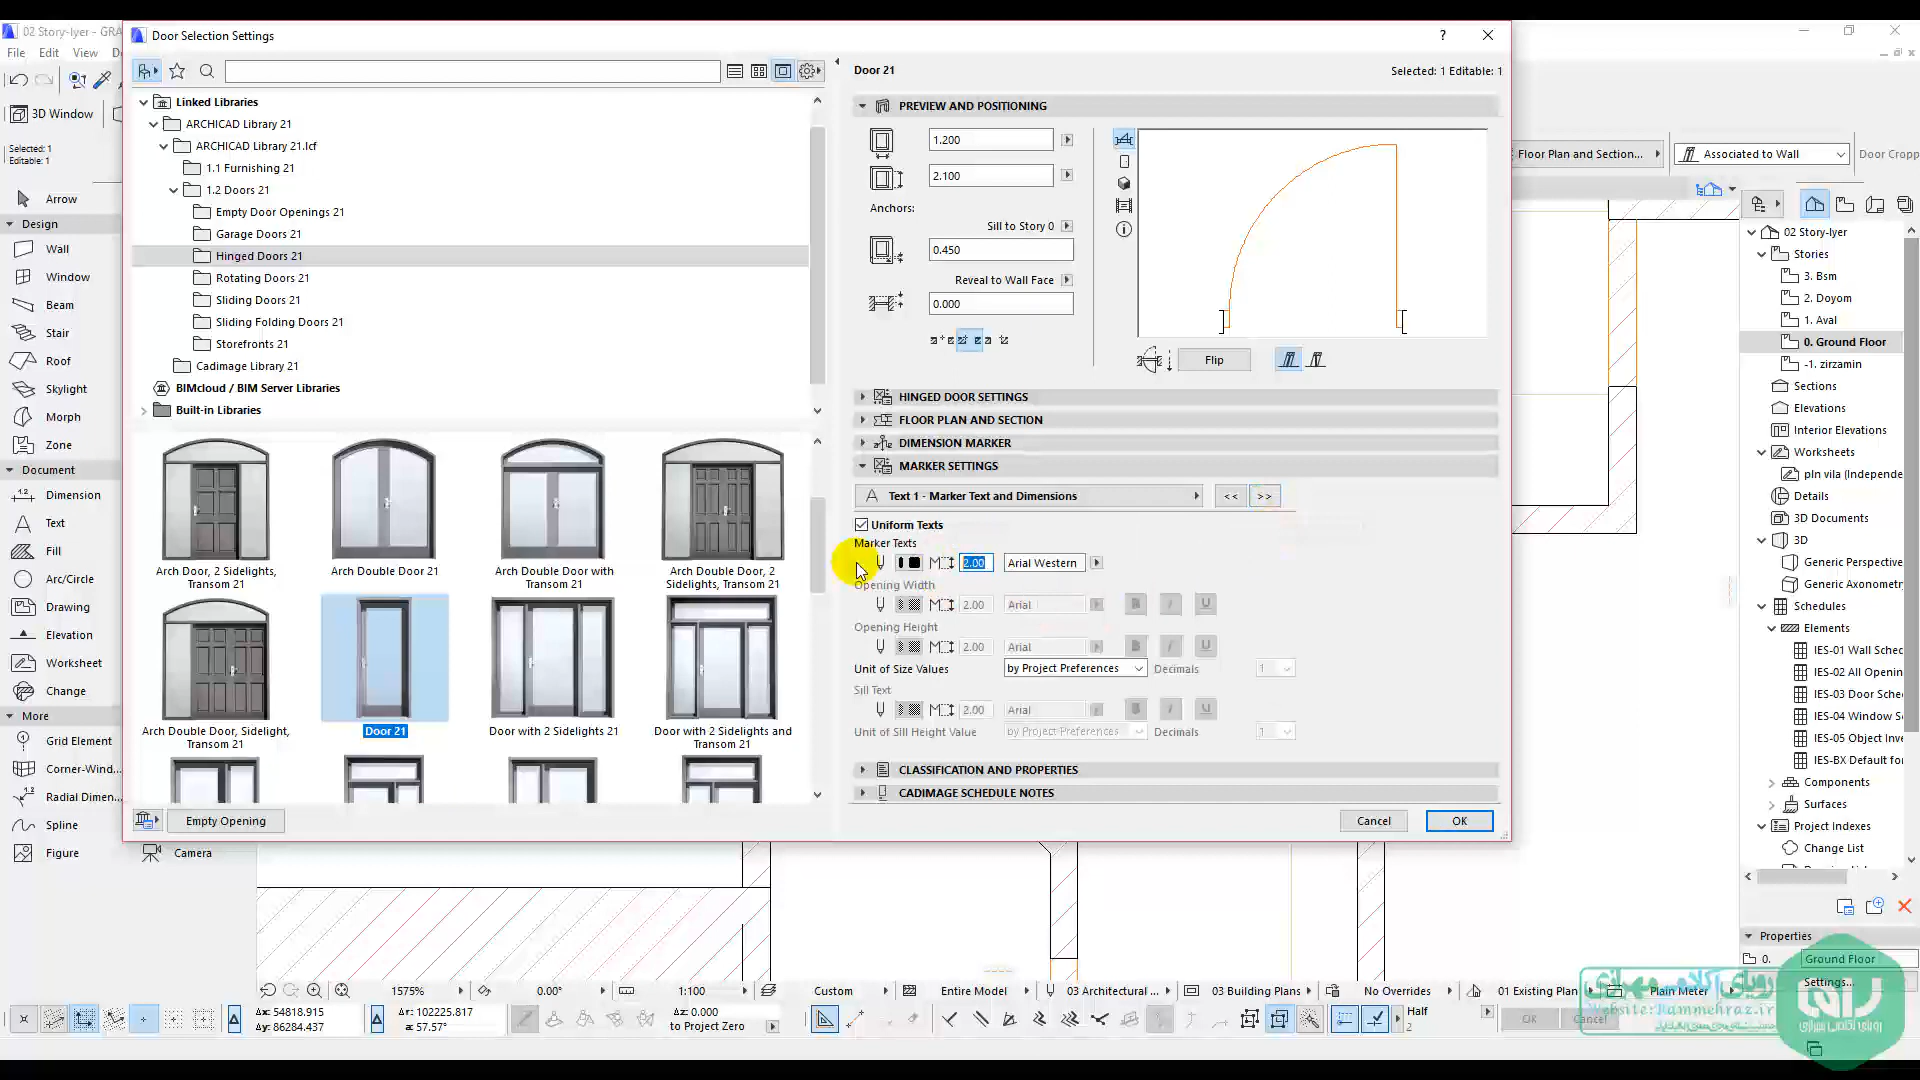 02 Story-Iyer - GRA
Door Selection Settings
File Edit View D
3D Window
Selected: 1
Editable: 1
Arrow
Design
Wall
Window
Beam
Stair
Roof
Skylight
Morph
Zone
Document
Dimension
Text
Fill
Arc/Circle
Drawing
Elevation
Worksheet
Change
More
Grid Element
Corner-Wind...
Radial Dimen...
Spline
Figure
Camera
Linked Libraries
ARCHICAD Library 21
ARCHICAD Library 21.lcf
1.1 Furnishing 21
1.2 Doors 21
Empty Door Openings 21
Garage Doors 21
Hinged Doors 21
Rotating Doors 21
Sliding Doors 21
Sliding Folding Doors 21
Storefronts 21
Cadimage Library 21
BIMcloud / BIM Server Libraries
Built-in Libraries
Arch Door, 2 Sidelights, Transom 21
Arch Double Door 21
Arch Double Door with Transom 21
Arch Double Door, 2 Sidelights, Transom 21
Arch Double Door, Sidelight, Transom 21
Door 21
Door with 2 Sidelights 21
Door with 2 Sidelights and Transom 21
Empty Opening
Door 21
Selected: 1 Editable: 1
PREVIEW AND POSITIONING
1.200
2.100
Anchors:
Sill to Story 0
0.450
Reveal to Wall Face
0.000
Flip
HINGED DOOR SETTINGS
FLOOR PLAN AND SECTION
DIMENSION MARKER
MARKER SETTINGS
Text 1 - Marker Text and Dimensions << >>
Uniform Texts
Marker Texts
2.00 Arial Western
Opening Width
2.00 Arial B I U
Opening Height
2.00 Arial B I U
Unit of Size Values by Project Preferences Decimals 1
Sill Text
2.00 Arial B I U
Unit of Sill Height Value by Project Preferences Decimals 1
CLASSIFICATION AND PROPERTIES
CADIMAGE SCHEDULE NOTES
Cancel OK
Floor Plan and Section... Associated to Wall Door Cropp
02 Story-Iyer
Stories
3. Bsm
2. Doyom
1. Aval
0. Ground Floor
-1. zirzamin
Sections
Elevations
Interior Elevations
Worksheets
pln vila (Independe
Details
3D Documents
3D
Generic Perspective
Generic Axonometry
Schedules
Elements
IES-01 Wall Sched
IES-02 All Opening
IES-03 Door Sche
IES-04 Window S
IES-05 Object Inve
IES-BX Default for
Components
Surfaces
Project Indexes
Change List
Properties
0. Ground Floor
Settings...
1575% 0.00° 1:100 Custom Entire Model 03 Architectural ... 03 Building Plans No Overrides 01 Existing Plan Plain Meter
Δx: 54818.915
Δy: 86284.437
Δr: 102225.817
a: 57.57°
Δz: 0.000
to Project Zero
Half
2
OK Cancel
Website:Rammehraz.ir